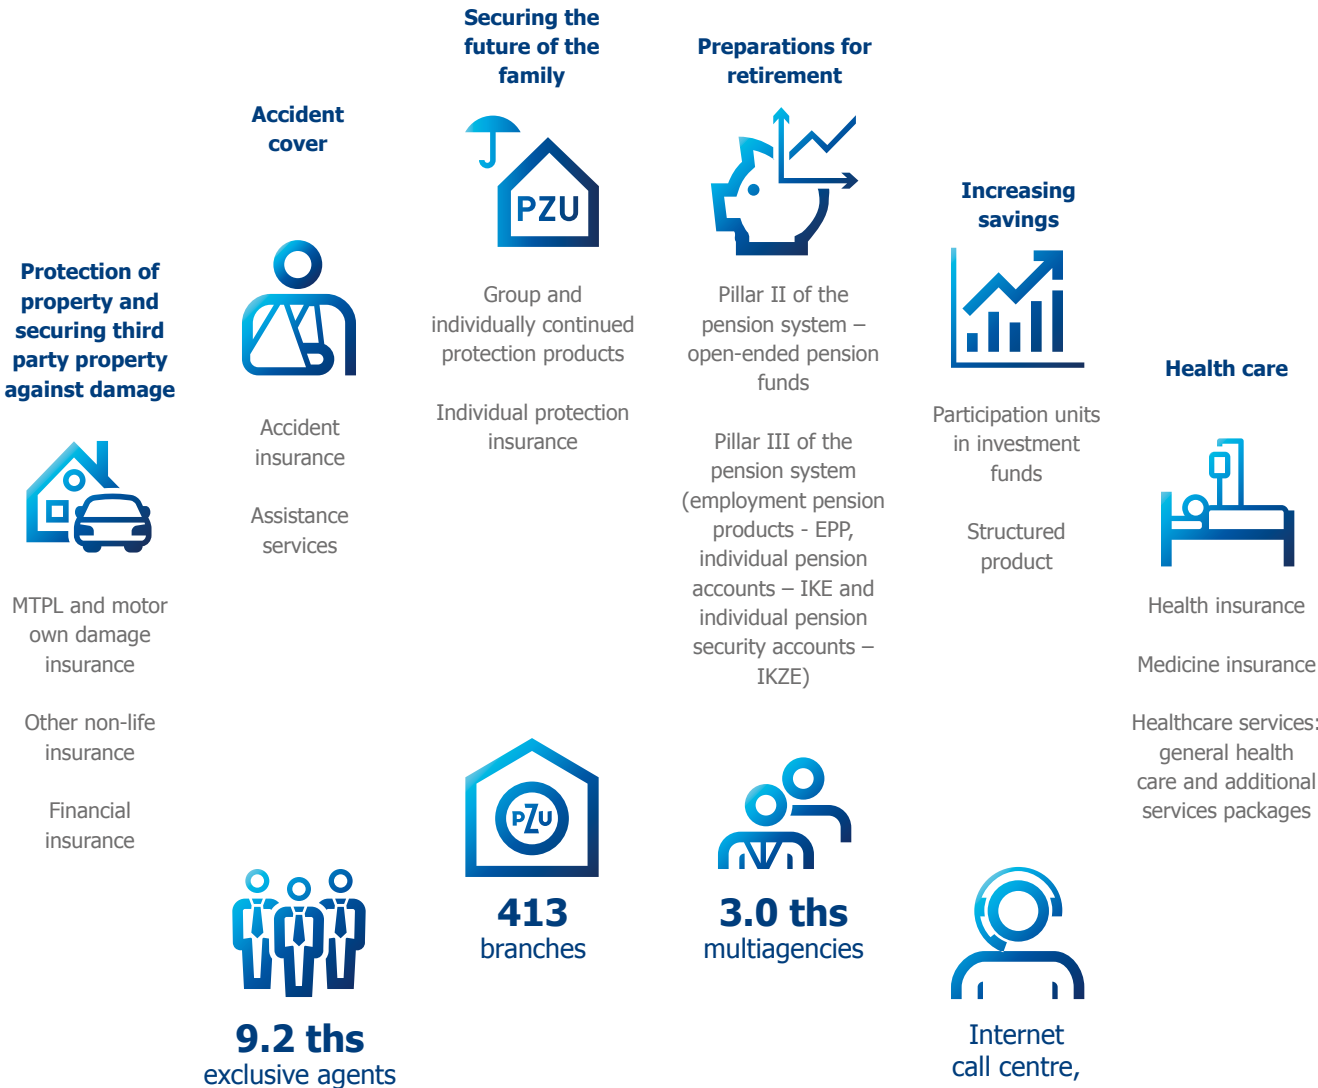 Protection of
property and
securing third
party property
against damage
MTPL and motor
own damage
insurance
Other non-life
insurance
Financial
insurance
Accident
cover
Accident
insurance
Assistance
services
Securing the
future of the
family
PZU
Group and
individually continued
protection products
Individual protection
insurance
Preparations for
retirement
Pillar II of the
pension system –
open-ended pension
funds
Pillar III of the
pension system
(employment pension
products - EPP,
individual pension
accounts – IKE and
individual pension
security accounts –
IKZE)
Increasing
savings
Participation units
in investment
funds
Structured
product
Health care
Health insurance
Medicine insurance
Healthcare services:
general health
care and additional
services packages
9.2 ths
exclusive agents
PZU
413
branches
3.0 ths
multiagencies
Internet
call centre,